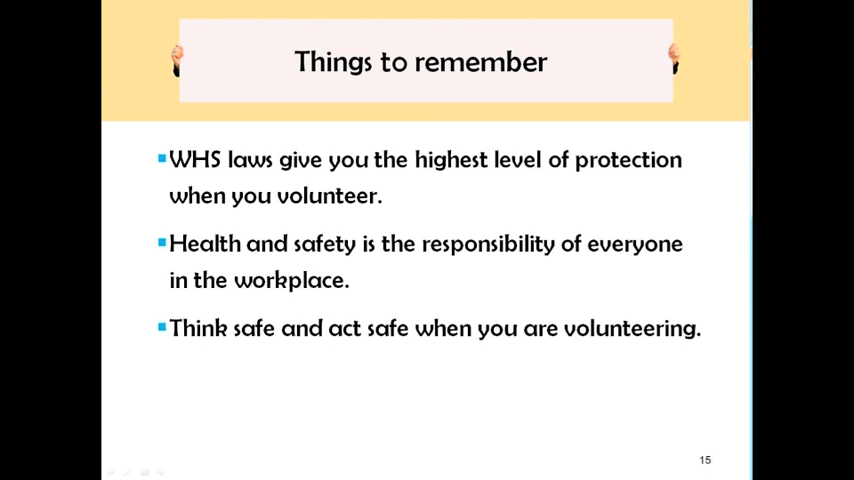 Things to remember
WHS laws give you the highest level of protection
when you volunteer.
Health and safety is the responsibility of everyone
in the workplace.
Think safe and act safe when you are volunteering.
15